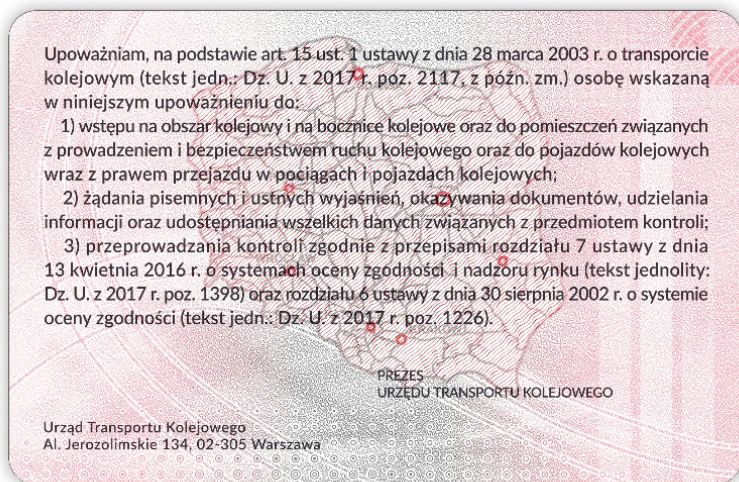 Upoważniam, na podstawie art. 15 ust. 1 ustawy z dnia 28 marca 2003 r. o transporcie
kolejowym (tekst jedn.: Dz. U. z 2017 r. poz. 2117, z późn. zm.) osobę wskazaną
w niniejszym upoważnieniu do:
1) wstępu na obszar kolejowy i na bocznice kolejowe oraz do pomieszczeń związanych
z prowadzeniem i bezpieczeństwem ruchu kolejowego oraz do pojazdów kolejowych
wraz z prawem przejazdu w pociągach i pojazdach kolejowych;
2) żądania pisemnych i ustnych wyjaśnień, okazywania dokumentów, udzielania
informacji oraz udostępniania wszelkich danych związanych z przedmiotem kontroli;
3) przeprowadzania kontroli zgodnie z przepisami rozdziału 7 ustawy z dnia
WROCŁAW
13 kwietnia 2016 r. o systemach oceny zgodności i nadzoru rynku (tekst jednolity:
Dz. U. z 2017 r. poz. 1398) oraz rozdziału 6 ustawy z dnia 30 sierpnia 2002 r. o systemie
oceny zgodności (tekst jedn.: Dz. U. z 2017 r. poz. 1226).
KRAKÓW
PREZES
URZĘDU TRANSPORTU KOLEJOWEGO
Urząd Transportu Kolejowego
Al. Jerozolimskie 134, 02-305 Warszawa